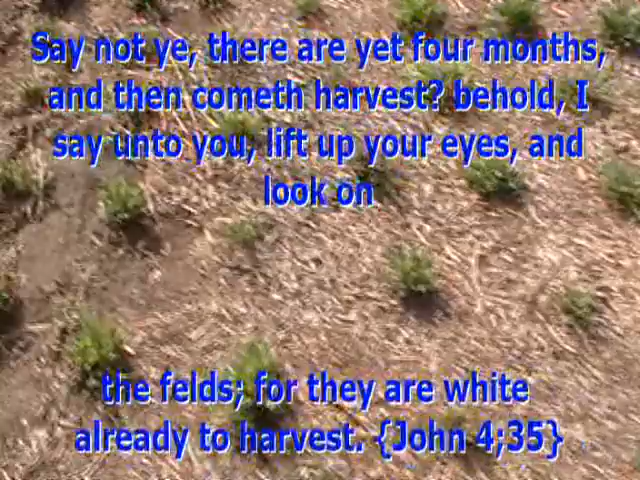 Say not ye, there are yet four months,
and then cometh harvest? behold, I
say unto you, lift up your eyes, and
look on
the felds; for they are white
already to harvest. {John 4;35}